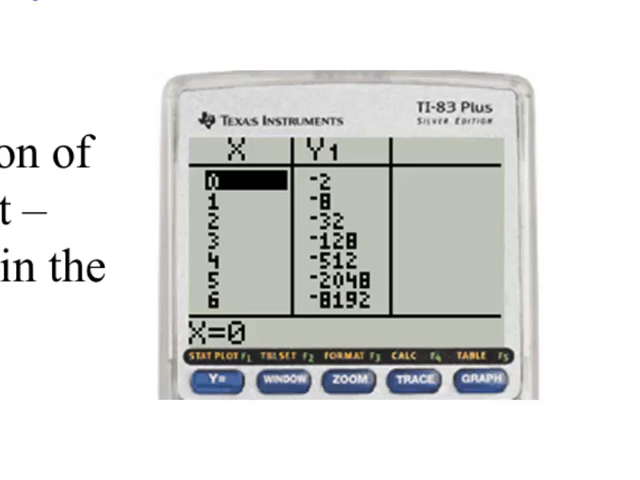 on of
t –
in the
TEXAS INSTRUMENTS
TI-83 Plus
SILVER EDITION
X Y1
0 -2
1 -8
2 -32
3 -128
4 -512
5 -2048
6 -8192
X=0
STAT PLOT F1 TBLSET F2 FORMAT F3 CALC F4 TABLE F5
Y= WINDOW ZOOM TRACE GRAPH